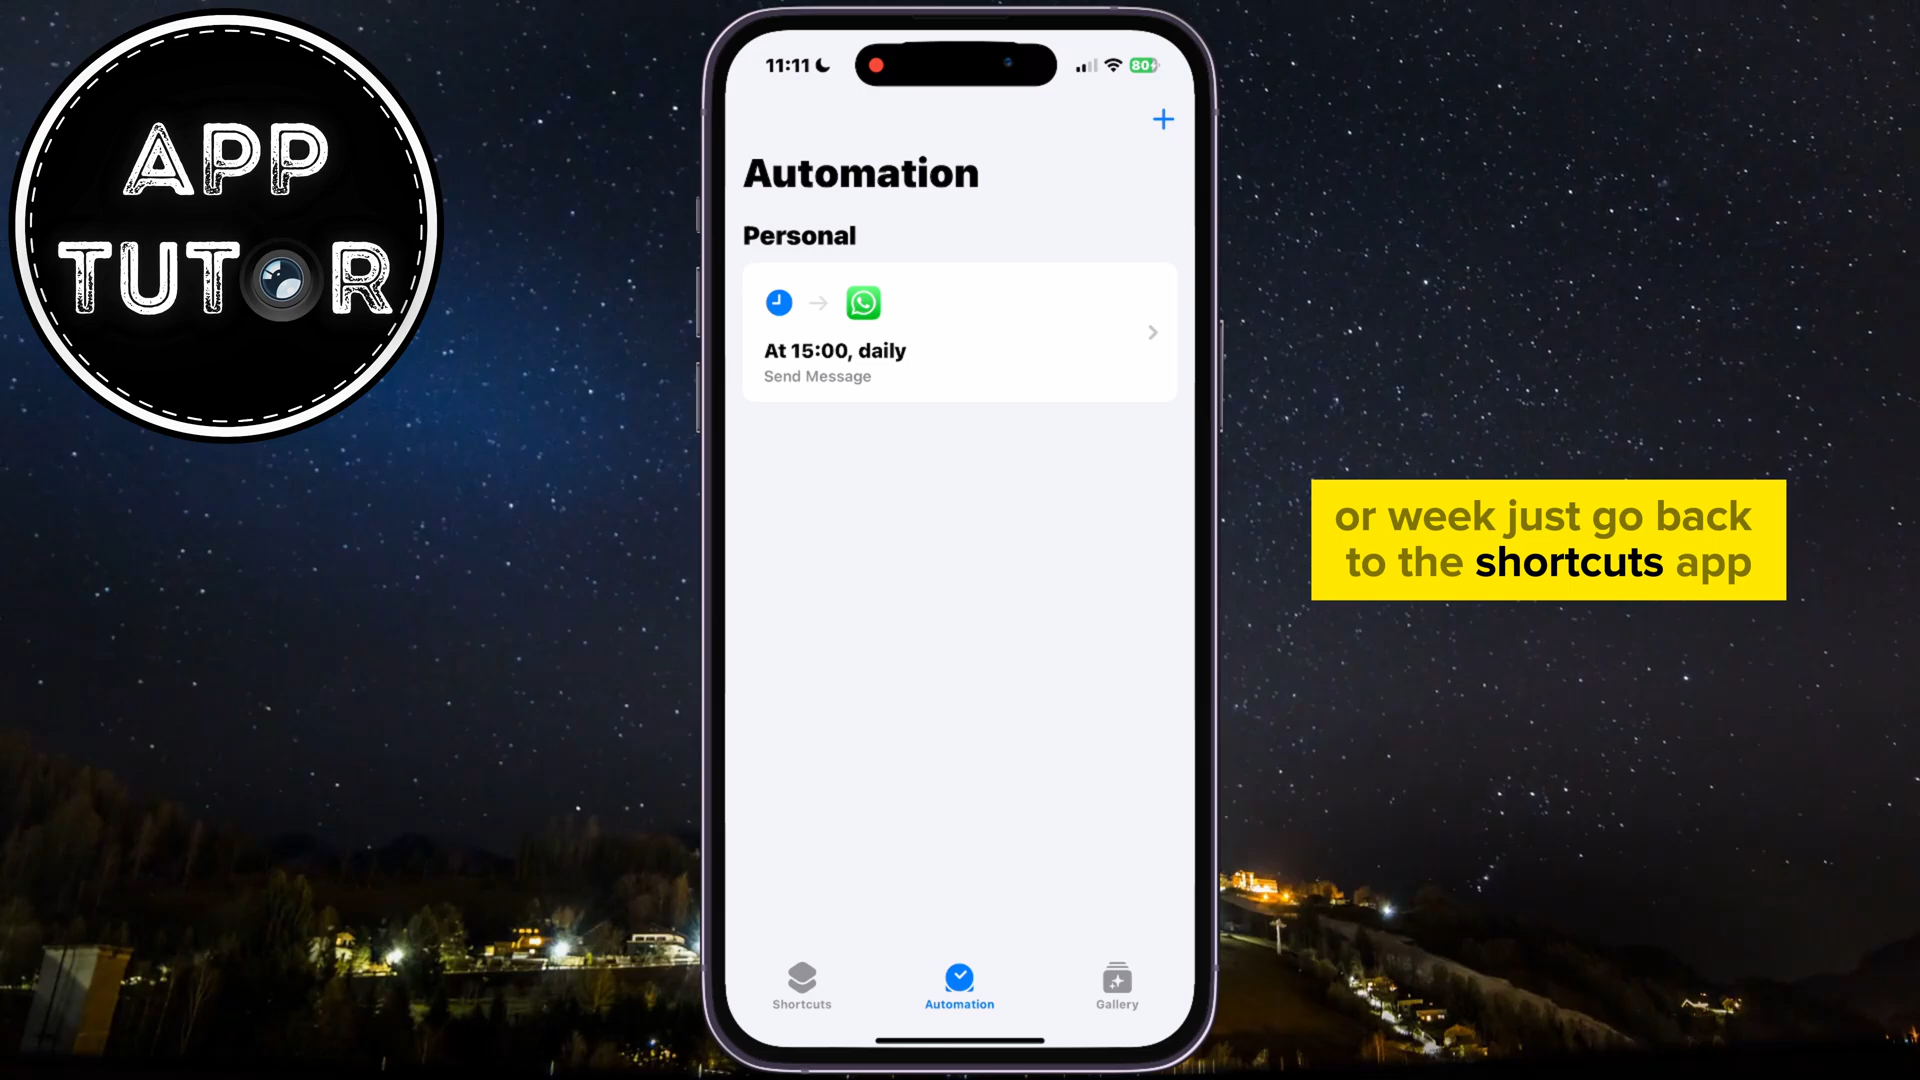 APP
TUTOR
11:11
80
Automation
Personal
At 15:00, daily
Send Message
Shortcuts
Automation
Gallery
or week just go back
to the shortcuts app